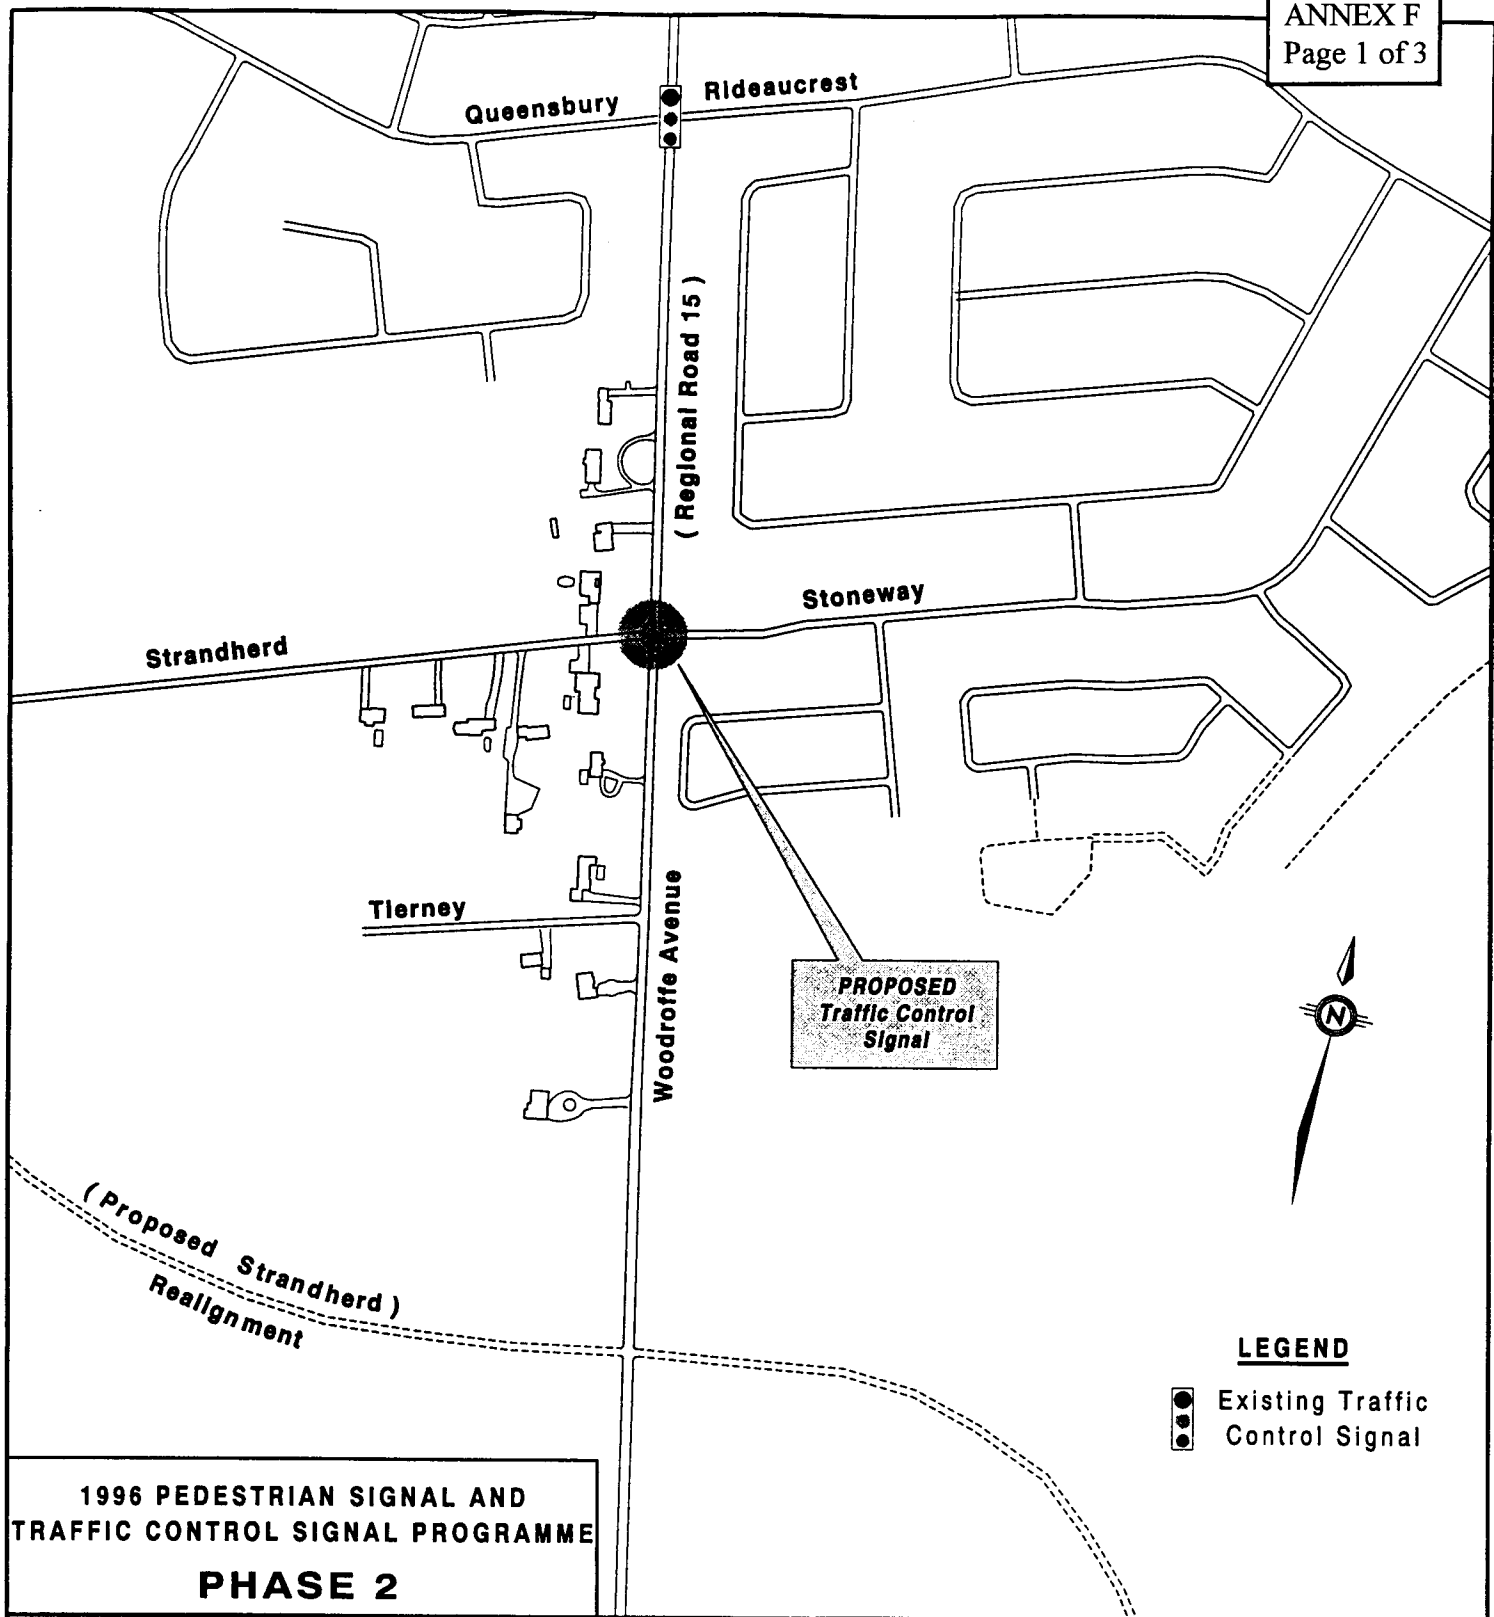 ANNEX F
Page 1 of 3
Queensbury
Rideaucrest
( Regional Road 15 )
Stoneway
Strandherd
Tierney
Woodroffe Avenue
PROPOSED
Traffic Control
Signal
N
( Proposed Strandherd )
Realignment
LEGEND
Existing Traffic
Control Signal
1996 PEDESTRIAN SIGNAL AND
TRAFFIC CONTROL SIGNAL PROGRAMME
PHASE 2